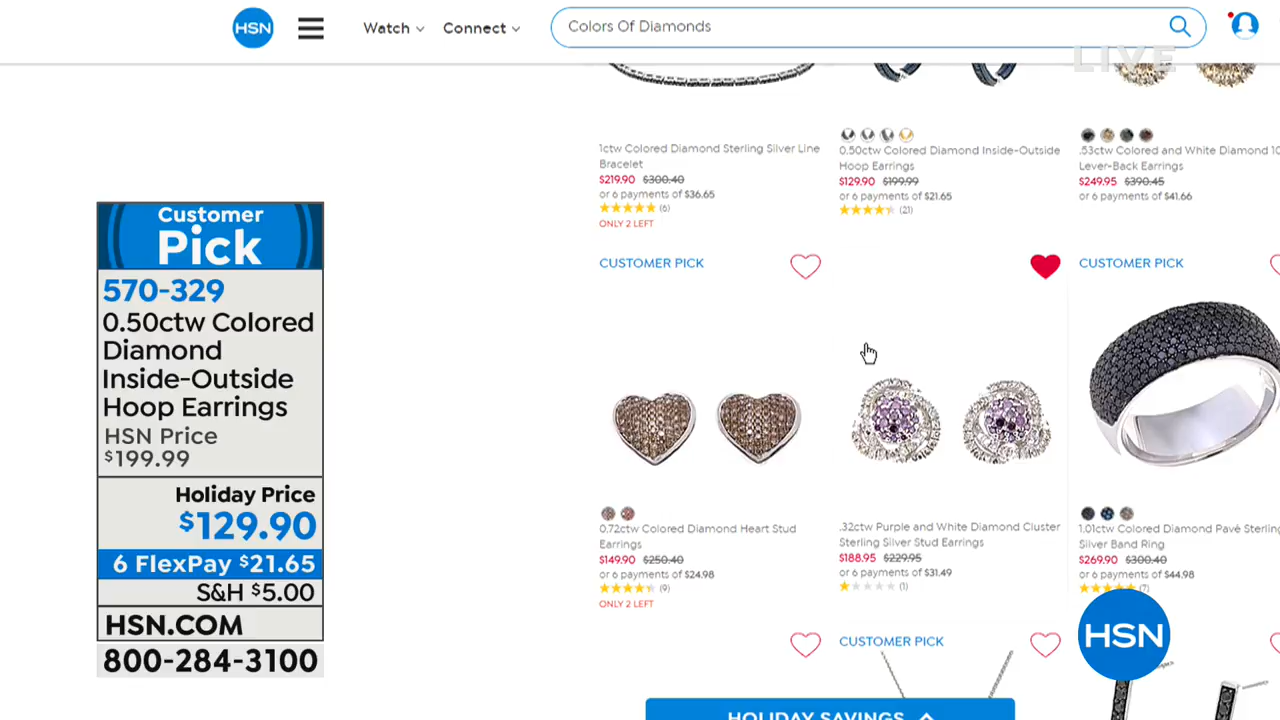 HSN
Watch
Connect
Colors Of Diamonds
LIVE
1ctw Colored Diamond Sterling Silver Line
Bracelet
$219.90 $300.40
or 6 payments of $36.65
(6)
ONLY 2 LEFT
0.50ctw Colored Diamond Inside-Outside
Hoop Earrings
$129.90 $199.99
or 6 payments of $21.65
(21)
.53ctw Colored and White Diamond 10
Lever-Back Earrings
$249.95 $390.45
or 6 payments of $41.66
Customer
Pick
570-329
0.50ctw Colored
Diamond
Inside-Outside
Hoop Earrings
HSN Price
$199.99
Holiday Price
$129.90
6 FlexPay $21.65
S&H $5.00
HSN.COM
800-284-3100
CUSTOMER PICK
CUSTOMER PICK
0.72ctw Colored Diamond Heart Stud
Earrings
$149.90 $250.40
or 6 payments of $24.98
(9)
ONLY 2 LEFT
.32ctw Purple and White Diamond Cluster
Sterling Silver Stud Earrings
$188.95 $229.95
or 6 payments of $31.49
(1)
1.01ctw Colored Diamond Pavé Sterling
Silver Band Ring
$269.90 $300.40
or 6 payments of $44.98
(7)
CUSTOMER PICK
HSN
HOLIDAY SAVINGS